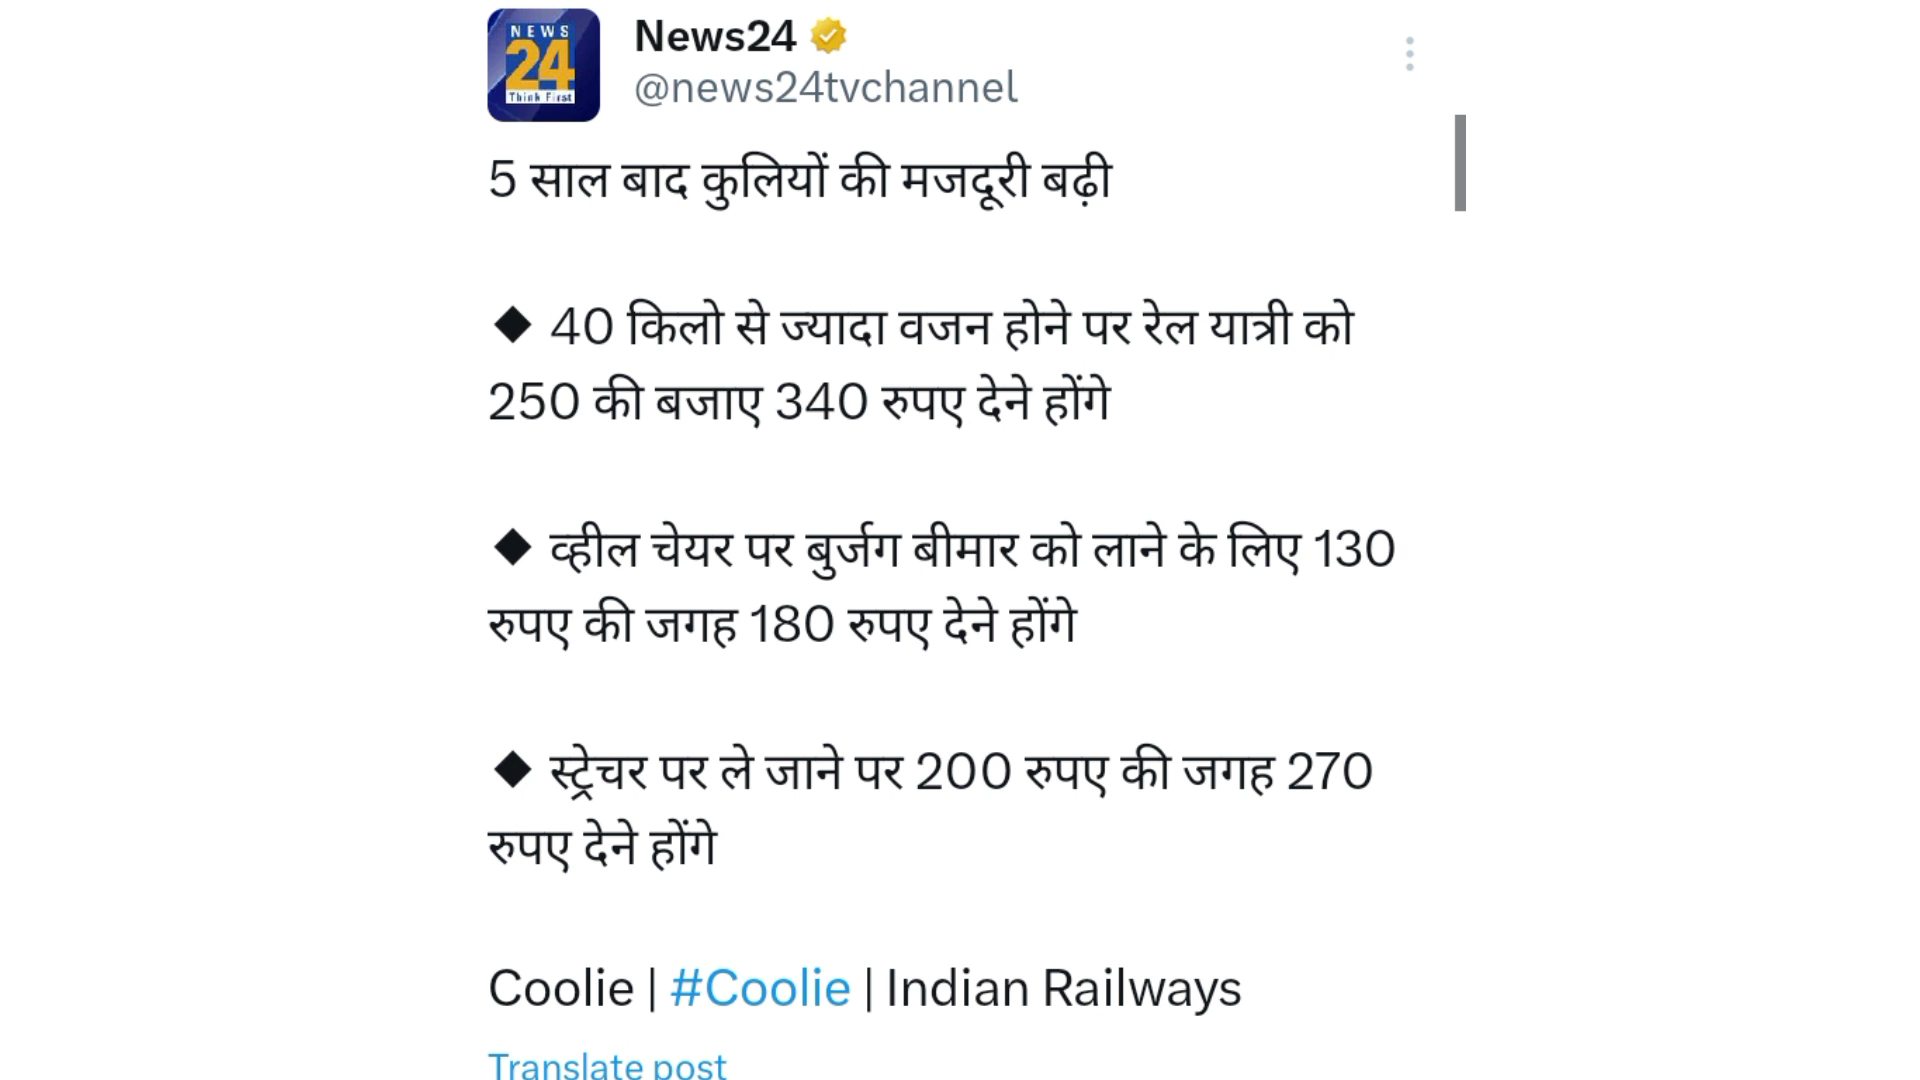 NEWS
24
Think First
News24
@news24tvchannel
5 साल बाद कुलियों की मजदूरी बढ़ी
◆ 40 किलो से ज्यादा वजन होने पर रेल यात्री को
250 की बजाए 340 रुपए देने होंगे
◆ व्हील चेयर पर बुर्जग बीमार को लाने के लिए 130
रुपए की जगह 180 रुपए देने होंगे
◆ स्ट्रेचर पर ले जाने पर 200 रुपए की जगह 270
रुपए देने होंगे
Coolie | #Coolie | Indian Railways
Translate post